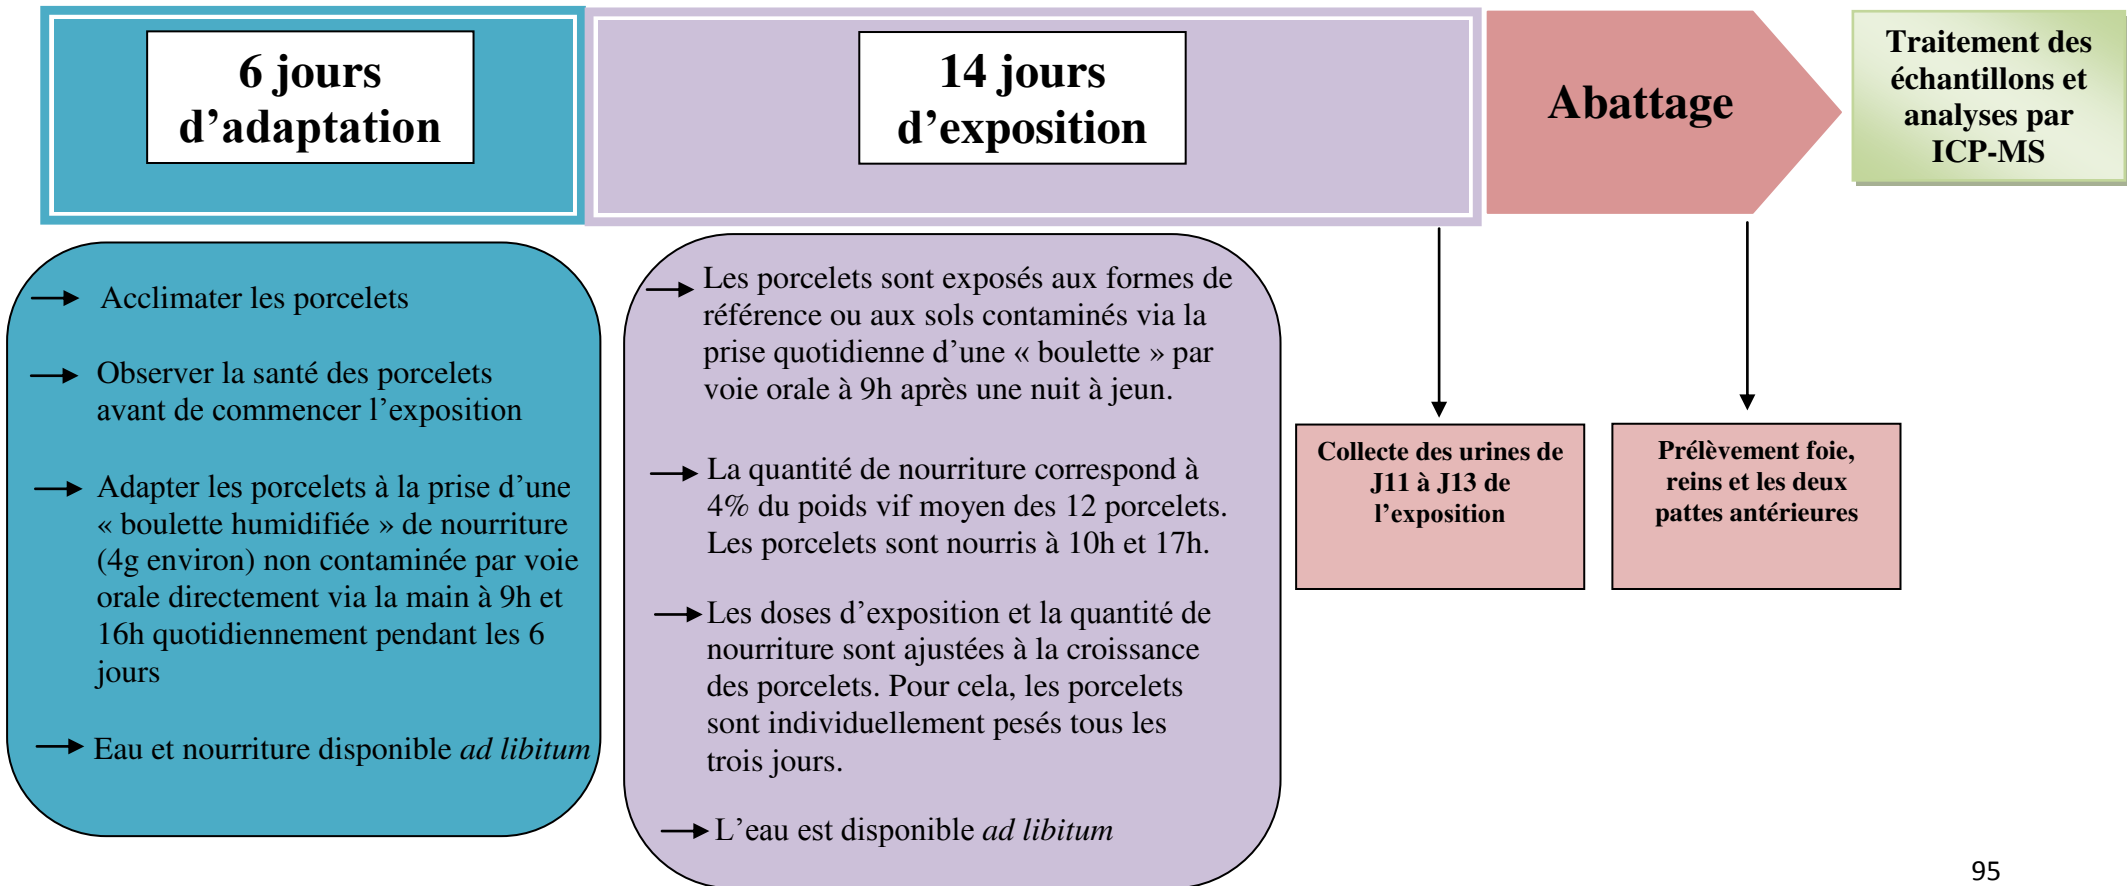 6 jours
d’adaptation
14 jours
d’exposition
Abattage
Traitement des
échantillons et
analyses par
ICP-MS
Acclimater les porcelets
Observer la santé des porcelets
avant de commencer l’exposition
Adapter les porcelets à la prise d’une
« boulette humidifiée » de nourriture
(4g environ) non contaminée par voie
orale directement via la main à 9h et
16h quotidiennement pendant les 6
jours
Eau et nourriture disponible ad libitum
Les porcelets sont exposés aux formes de
référence ou aux sols contaminés via la
prise quotidienne d’une « boulette » par
voie orale à 9h après une nuit à jeun.
La quantité de nourriture correspond à
4% du poids vif moyen des 12 porcelets.
Les porcelets sont nourris à 10h et 17h.
Les doses d’exposition et la quantité de
nourriture sont ajustées à la croissance
des porcelets. Pour cela, les porcelets
sont individuellement pesés tous les
trois jours.
L’eau est disponible ad libitum
Collecte des urines de
J11 à J13 de
l’exposition
Prélèvement foie,
reins et les deux
pattes antérieures
95